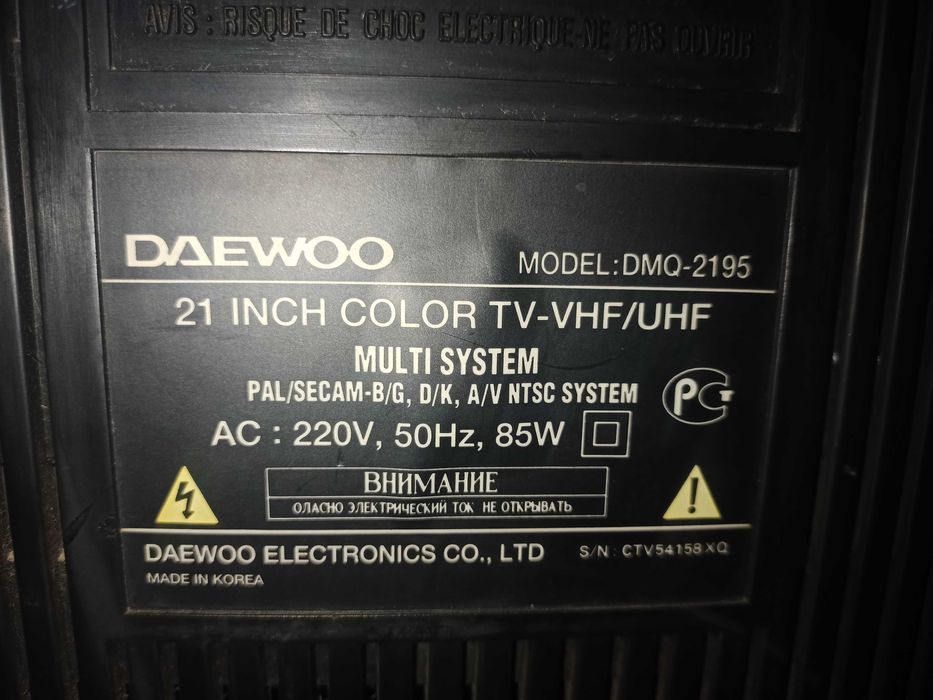 AVIS : RISQUE DE CHOC ELECTRIQUE-NE PAS OUVRIR
DAEWOO
MODEL:DMQ-2195
21 INCH COLOR TV-VHF/UHF
MULTI SYSTEM
PAL/SECAM-B/G, D/K, A/V NTSC SYSTEM
AC : 220V, 50Hz, 85W
ВНИМАНИЕ
ОЛАСНО ЭЛЕКТРИЧЕСКИЙ ТОК НЕ ОТКРЫВАТЬ
DAEWOO ELECTRONICS CO., LTD
S/N : CTV54158XQ
MADE IN KOREA